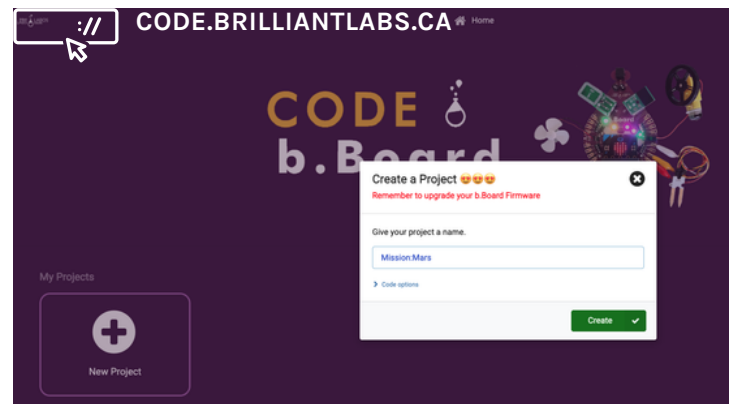 :// CODE.BRILLIANTLABS.CA Home
CODE
b.Board
Create a Project 😍😍😍
Remember to upgrade your b.Board Firmware
Give your project a name.
Mission:Mars
Code options
Create
My Projects
New Project